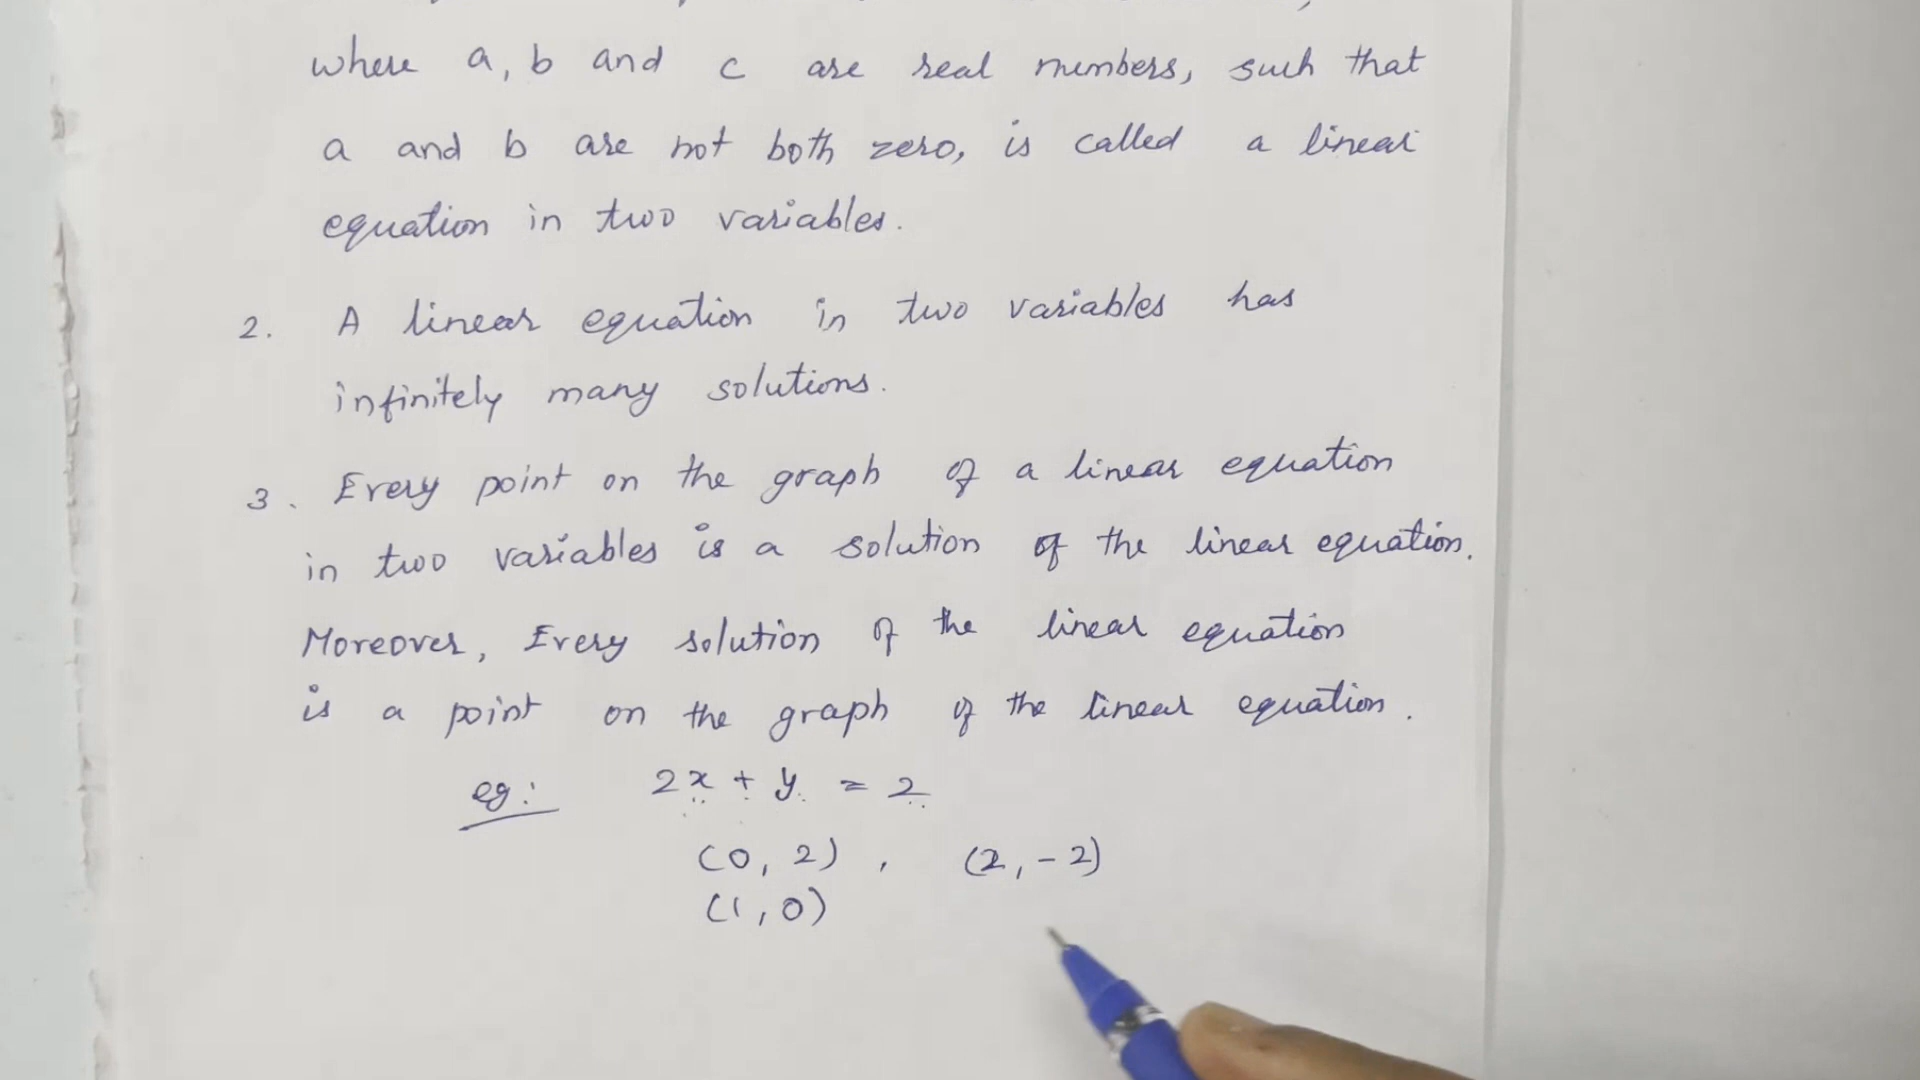 where a, b and c are real numbers, such that
a and b are not both zero, is called a linear
equation in two variables.
2. A linear equation in two variables has
infinitely many solutions.
3. Every point on the graph of a linear equation
in two variables is a solution of the linear equation.
Moreover, Every solution of the linear equation
is a point on the graph of the linear equation.
eg: 2x + y = 2
(0, 2) , (2, -2)
(1, 0)